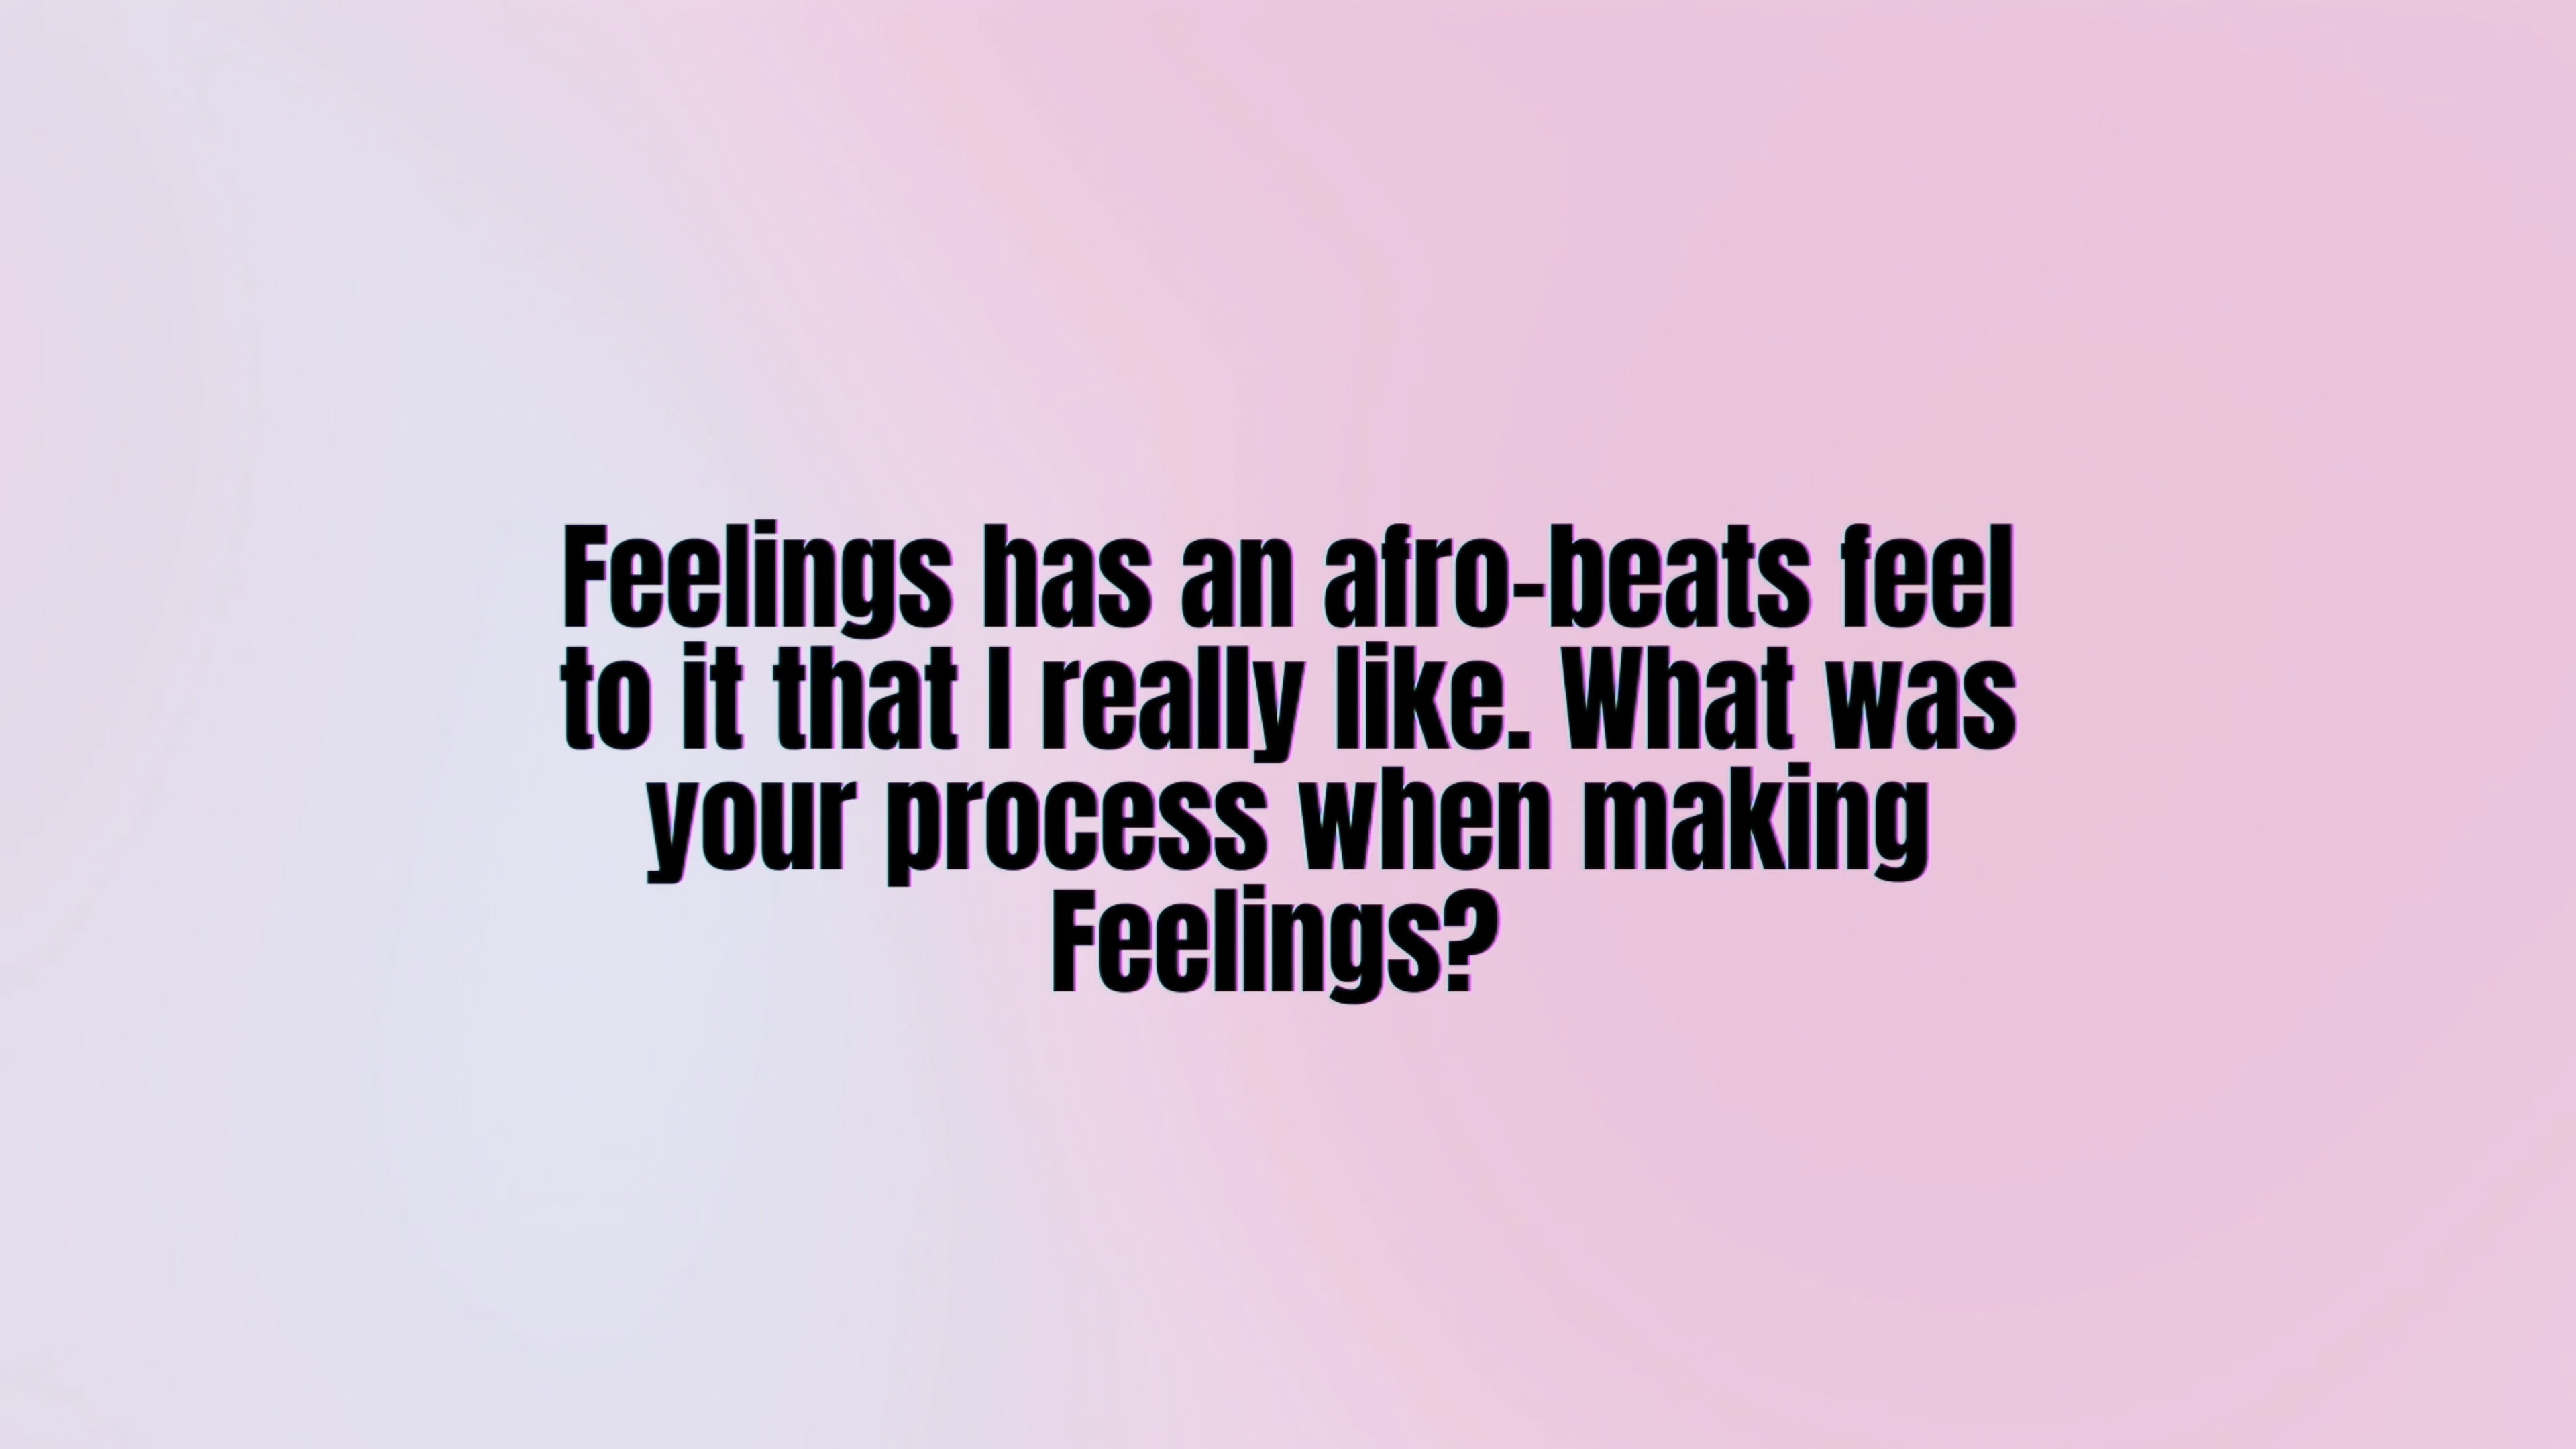 Feelings has an afro-beats feel
to it that I really like. What was
your process when making
Feelings?